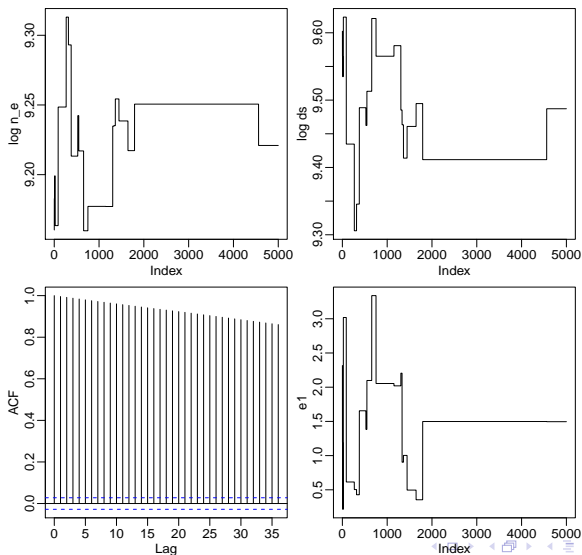 log n_e
9.20 9.25 9.30
0 1000 2000 3000 4000 5000
Index
log ds
9.30 9.40 9.50 9.60
0 1000 2000 3000 4000 5000
Index
ACF
0.0 0.2 0.4 0.6 0.8 1.0
0 5 10 15 20 25 30 35
Lag
e1
0.5 1.0 1.5 2.0 2.5 3.0
0 1000 2000 3000 4000 5000
Index